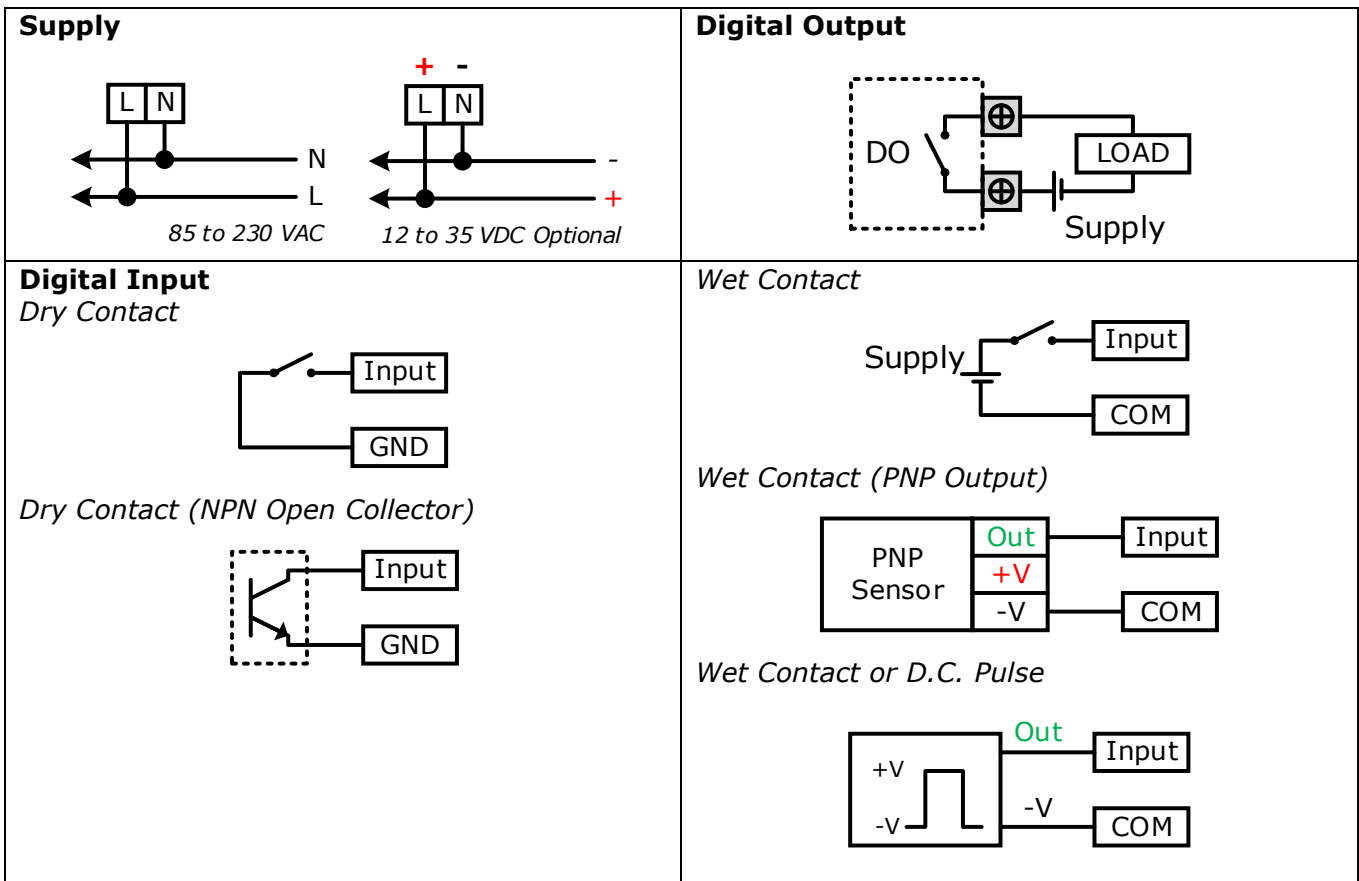 Supply
+ -
L N
L N
N
L
-
+
85 to 230 VAC
12 to 35 VDC Optional
Digital Output
DO
LOAD
Supply
Digital Input
Dry Contact
Input
GND
Dry Contact (NPN Open Collector)
Input
GND
Wet Contact
Supply
Input
COM
Wet Contact (PNP Output)
PNP
Sensor
Out
+V
-V
Input
COM
Wet Contact or D.C. Pulse
+V
-V
Out
-V
Input
COM